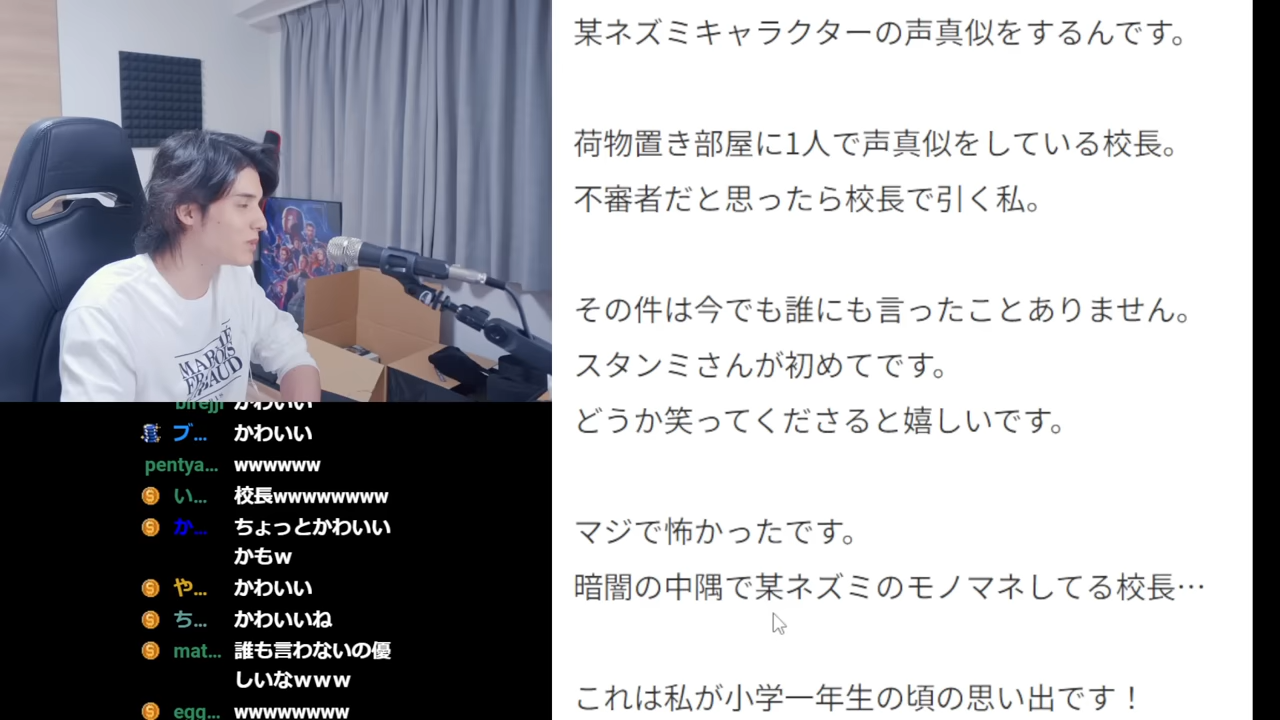 某ネズミキャラクターの声真似をするんです。
荷物置き部屋に1人で声真似をしている校長。
不審者だと思ったら校長で引く私。
その件は今でも誰にも言ったことありません。
スタンミさんが初めてです。
どうか笑ってくださると嬉しいです。
マジで怖かったです。
暗闇の中隅で某ネズミのモノマネしてる校長…
これは私が小学一年生の頃の思い出です！
MARQUIS
FRAUD
birejji かわいい
ブ… かわいい
pentya… wwwwww
い… 校長wwwwwwwww
か… ちょっとかわいい
かもw
や… かわいい
ち… かわいいね
mat… 誰も言わないの優
しいなｗｗｗ
egg… wwwwwwww